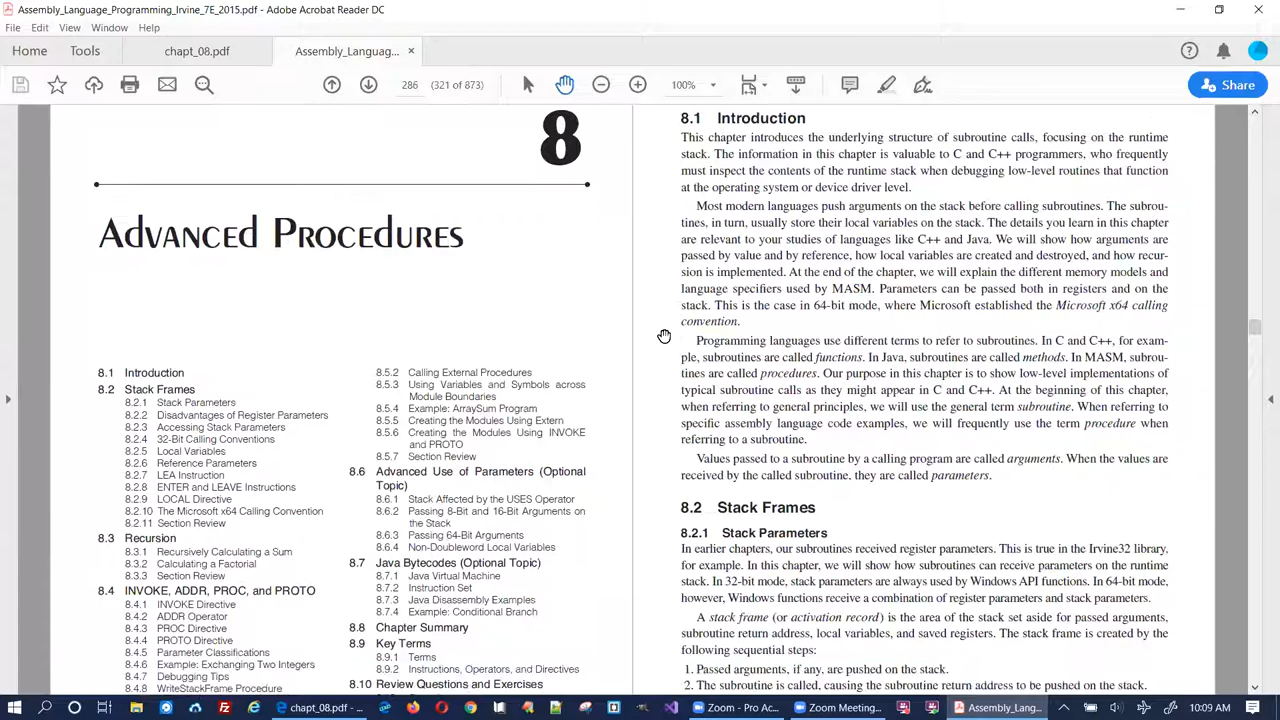 Assembly_Language_Programming_Irvine_7E_2015.pdf - Adobe Acrobat Reader DC
File Edit View Window Help
Home Tools chapt_08.pdf Assembly_Languag... ×
286 (321 of 873) 100% Share
8
Advanced Procedures
8.1 Introduction
8.2 Stack Frames
8.2.1 Stack Parameters
8.2.2 Disadvantages of Register Parameters
8.2.3 Accessing Stack Parameters
8.2.4 32-Bit Calling Conventions
8.2.5 Local Variables
8.2.6 Reference Parameters
8.2.7 LEA Instruction
8.2.8 ENTER and LEAVE Instructions
8.2.9 LOCAL Directive
8.2.10 The Microsoft x64 Calling Convention
8.2.11 Section Review
8.3 Recursion
8.3.1 Recursively Calculating a Sum
8.3.2 Calculating a Factorial
8.3.3 Section Review
8.4 INVOKE, ADDR, PROC, and PROTO
8.4.1 INVOKE Directive
8.4.2 ADDR Operator
8.4.3 PROC Directive
8.4.4 PROTO Directive
8.4.5 Parameter Classifications
8.4.6 Example: Exchanging Two Integers
8.4.7 Debugging Tips
8.4.8 WriteStackFrame Procedure
8.5.2 Calling External Procedures
8.5.3 Using Variables and Symbols across
Module Boundaries
8.5.4 Example: ArraySum Program
8.5.5 Creating the Modules Using Extern
8.5.6 Creating the Modules Using INVOKE
and PROTO
8.5.7 Section Review
8.6 Advanced Use of Parameters (Optional
Topic)
8.6.1 Stack Affected by the USES Operator
8.6.2 Passing 8-Bit and 16-Bit Arguments on
the Stack
8.6.3 Passing 64-Bit Arguments
8.6.4 Non-Doubleword Local Variables
8.7 Java Bytecodes (Optional Topic)
8.7.1 Java Virtual Machine
8.7.2 Instruction Set
8.7.3 Java Disassembly Examples
8.7.4 Example: Conditional Branch
8.8 Chapter Summary
8.9 Key Terms
8.9.1 Terms
8.9.2 Instructions, Operators, and Directives
8.10 Review Questions and Exercises
8.1 Introduction
This chapter introduces the underlying structure of subroutine calls, focusing on the runtime
stack. The information in this chapter is valuable to C and C++ programmers, who frequently
must inspect the contents of the runtime stack when debugging low-level routines that function
at the operating system or device driver level.
Most modern languages push arguments on the stack before calling subroutines. The subrou-
tines, in turn, usually store their local variables on the stack. The details you learn in this chapter
are relevant to your studies of languages like C++ and Java. We will show how arguments are
passed by value and by reference, how local variables are created and destroyed, and how recur-
sion is implemented. At the end of the chapter, we will explain the different memory models and
language specifiers used by MASM. Parameters can be passed both in registers and on the
stack. This is the case in 64-bit mode, where Microsoft established the Microsoft x64 calling
convention.
Programming languages use different terms to refer to subroutines. In C and C++, for exam-
ple, subroutines are called functions. In Java, subroutines are called methods. In MASM, subrou-
tines are called procedures. Our purpose in this chapter is to show low-level implementations of
typical subroutine calls as they might appear in C and C++. At the beginning of this chapter,
when referring to general principles, we will use the general term subroutine. When referring to
specific assembly language code examples, we will frequently use the term procedure when
referring to a subroutine.
Values passed to a subroutine by a calling program are called arguments. When the values are
received by the called subroutine, they are called parameters.
8.2 Stack Frames
8.2.1 Stack Parameters
In earlier chapters, our subroutines received register parameters. This is true in the Irvine32 library,
for example. In this chapter, we will show how subroutines can receive parameters on the runtime
stack. In 32-bit mode, stack parameters are always used by Windows API functions. In 64-bit mode,
however, Windows functions receive a combination of register parameters and stack parameters.
A stack frame (or activation record) is the area of the stack set aside for passed arguments,
subroutine return address, local variables, and saved registers. The stack frame is created by the
following sequential steps:
1. Passed arguments, if any, are pushed on the stack.
2. The subroutine is called, causing the subroutine return address to be pushed on the stack.
chapt_08.pdf - ... Zoom - Pro Ac... Zoom Meeting... Assembly_Lang... 10:09 AM